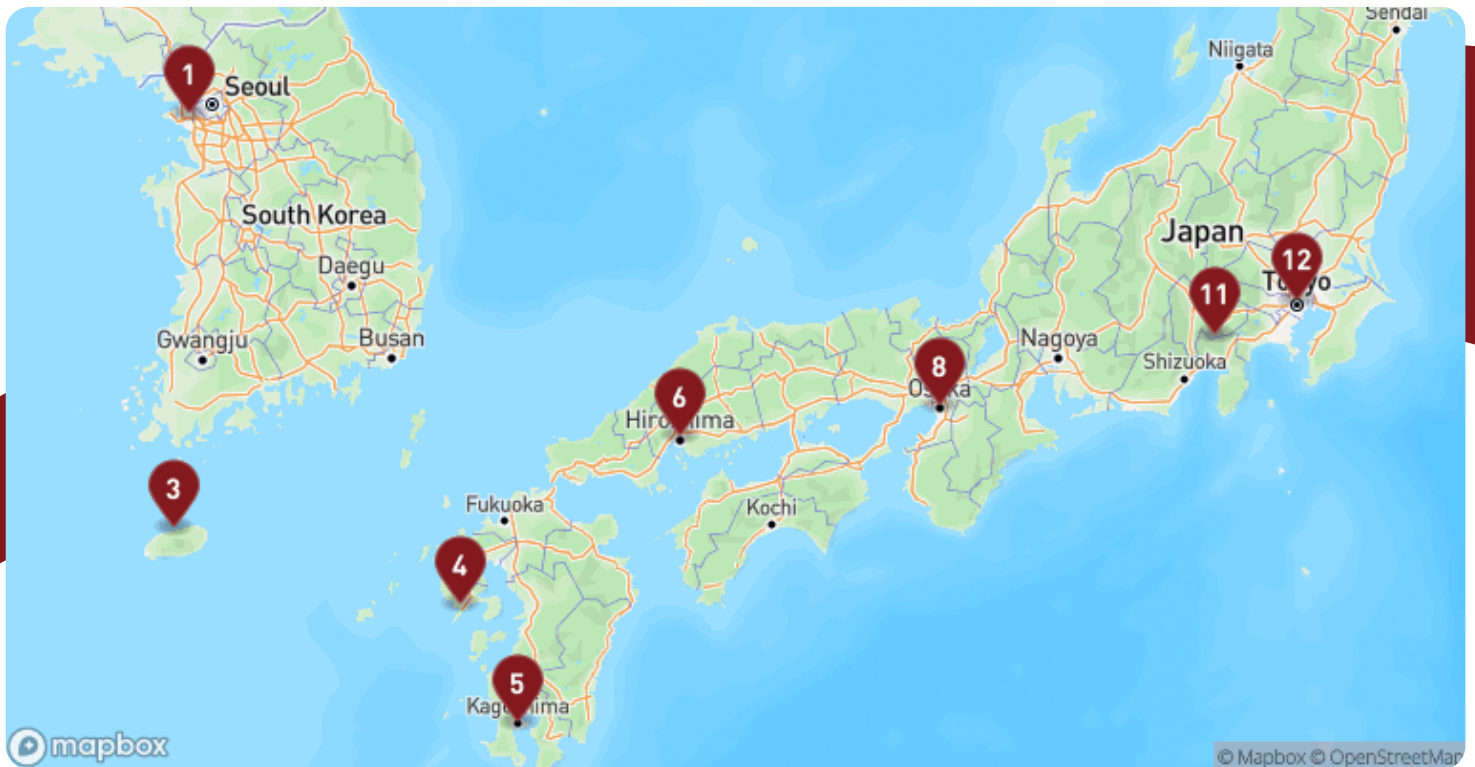 Sendai
Niigata
1
Seoul
South Korea
Japan
Daegu
12
Tokyo
11
Gwangju
Busan
Nagoya
8
Shizuoka
Osaka
6
Hiroshima
3
Fukuoka
Kochi
4
5
Kagoshima
mapbox
© Mapbox © OpenStreetMap